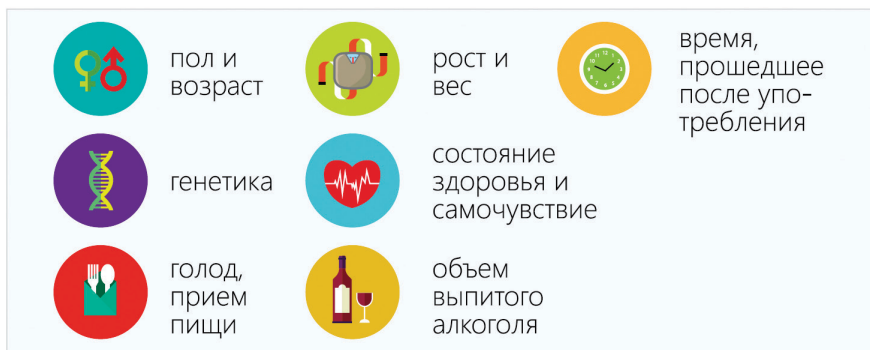 пол и
возраст
рост и
вес
время,
прошедшее
после упо-
требления
генетика
состояние
здоровья и
самочувствие
голод,
прием
пищи
объем
выпитого
алкоголя